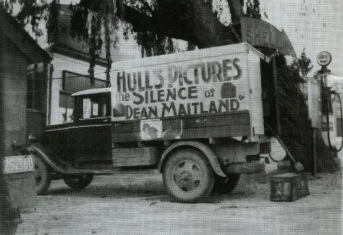 HULL'S PICTURES
The SILENCE of
DEAN MAITLAND &